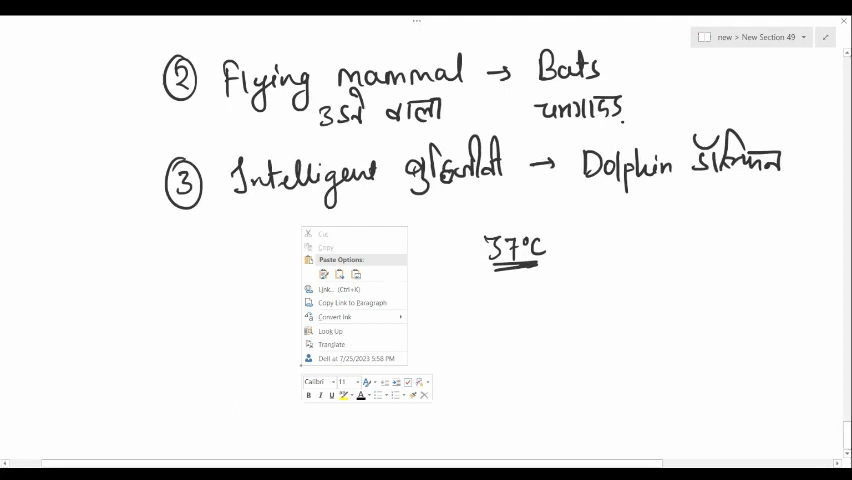 new > New Section 49
② Flying mammal → Bats
उडने वाला चमगादड़
③ Intelligent → Dolphin डॉल्फिन
37°C
Cut
Copy
Paste Options:
Link... (Ctrl+K)
Copy Link to Paragraph
Convert Ink
Look Up
Translate
Dell at 7/25/2023 5:58 PM
Calibri 11
B I U A